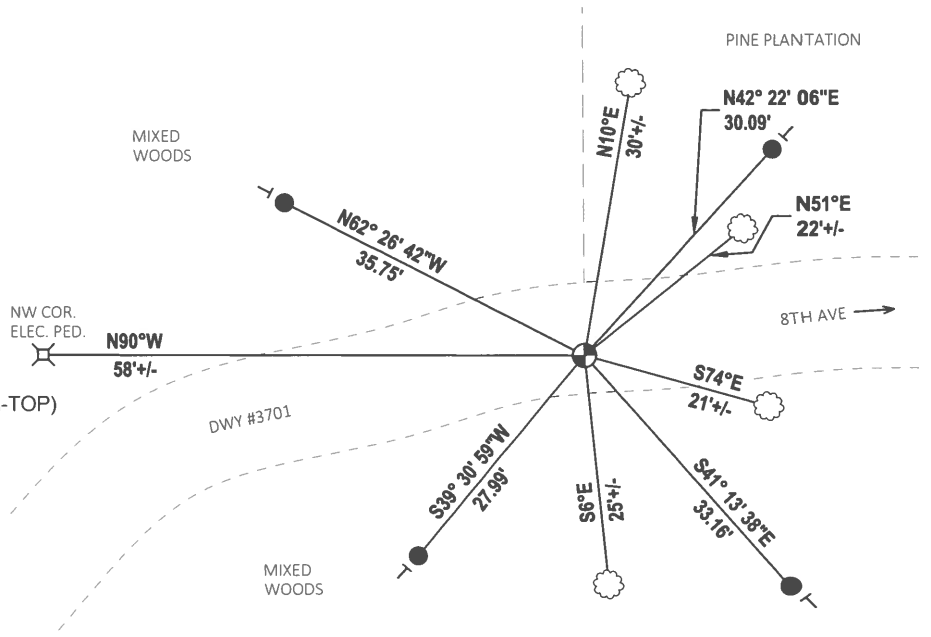 PINE PLANTATION
N42° 22' 06"E
30.09'
N10°E
30'+/-
MIXED
WOODS
N51°E
22'+/-
N62° 26' 42"W
35.75'
NW COR.
ELEC. PED.
8TH AVE
N90°W
58'+/-
S74°E
21'+/-
-TOP)
DWY #3701
S39° 30' 59"W
27.99'
S6°E
25'+/-
S41° 13' 38"E
33.16'
MIXED
WOODS